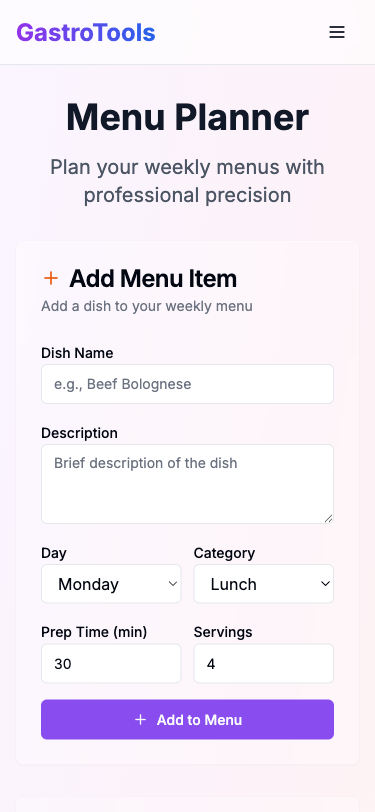 GastroTools
Menu Planner
Plan your weekly menus with
professional precision
Add Menu Item
Add a dish to your weekly menu
Dish Name
e.g., Beef Bolognese
Description
Brief description of the dish
Day Category
Monday Lunch
Prep Time (min) Servings
30 4
Add to Menu